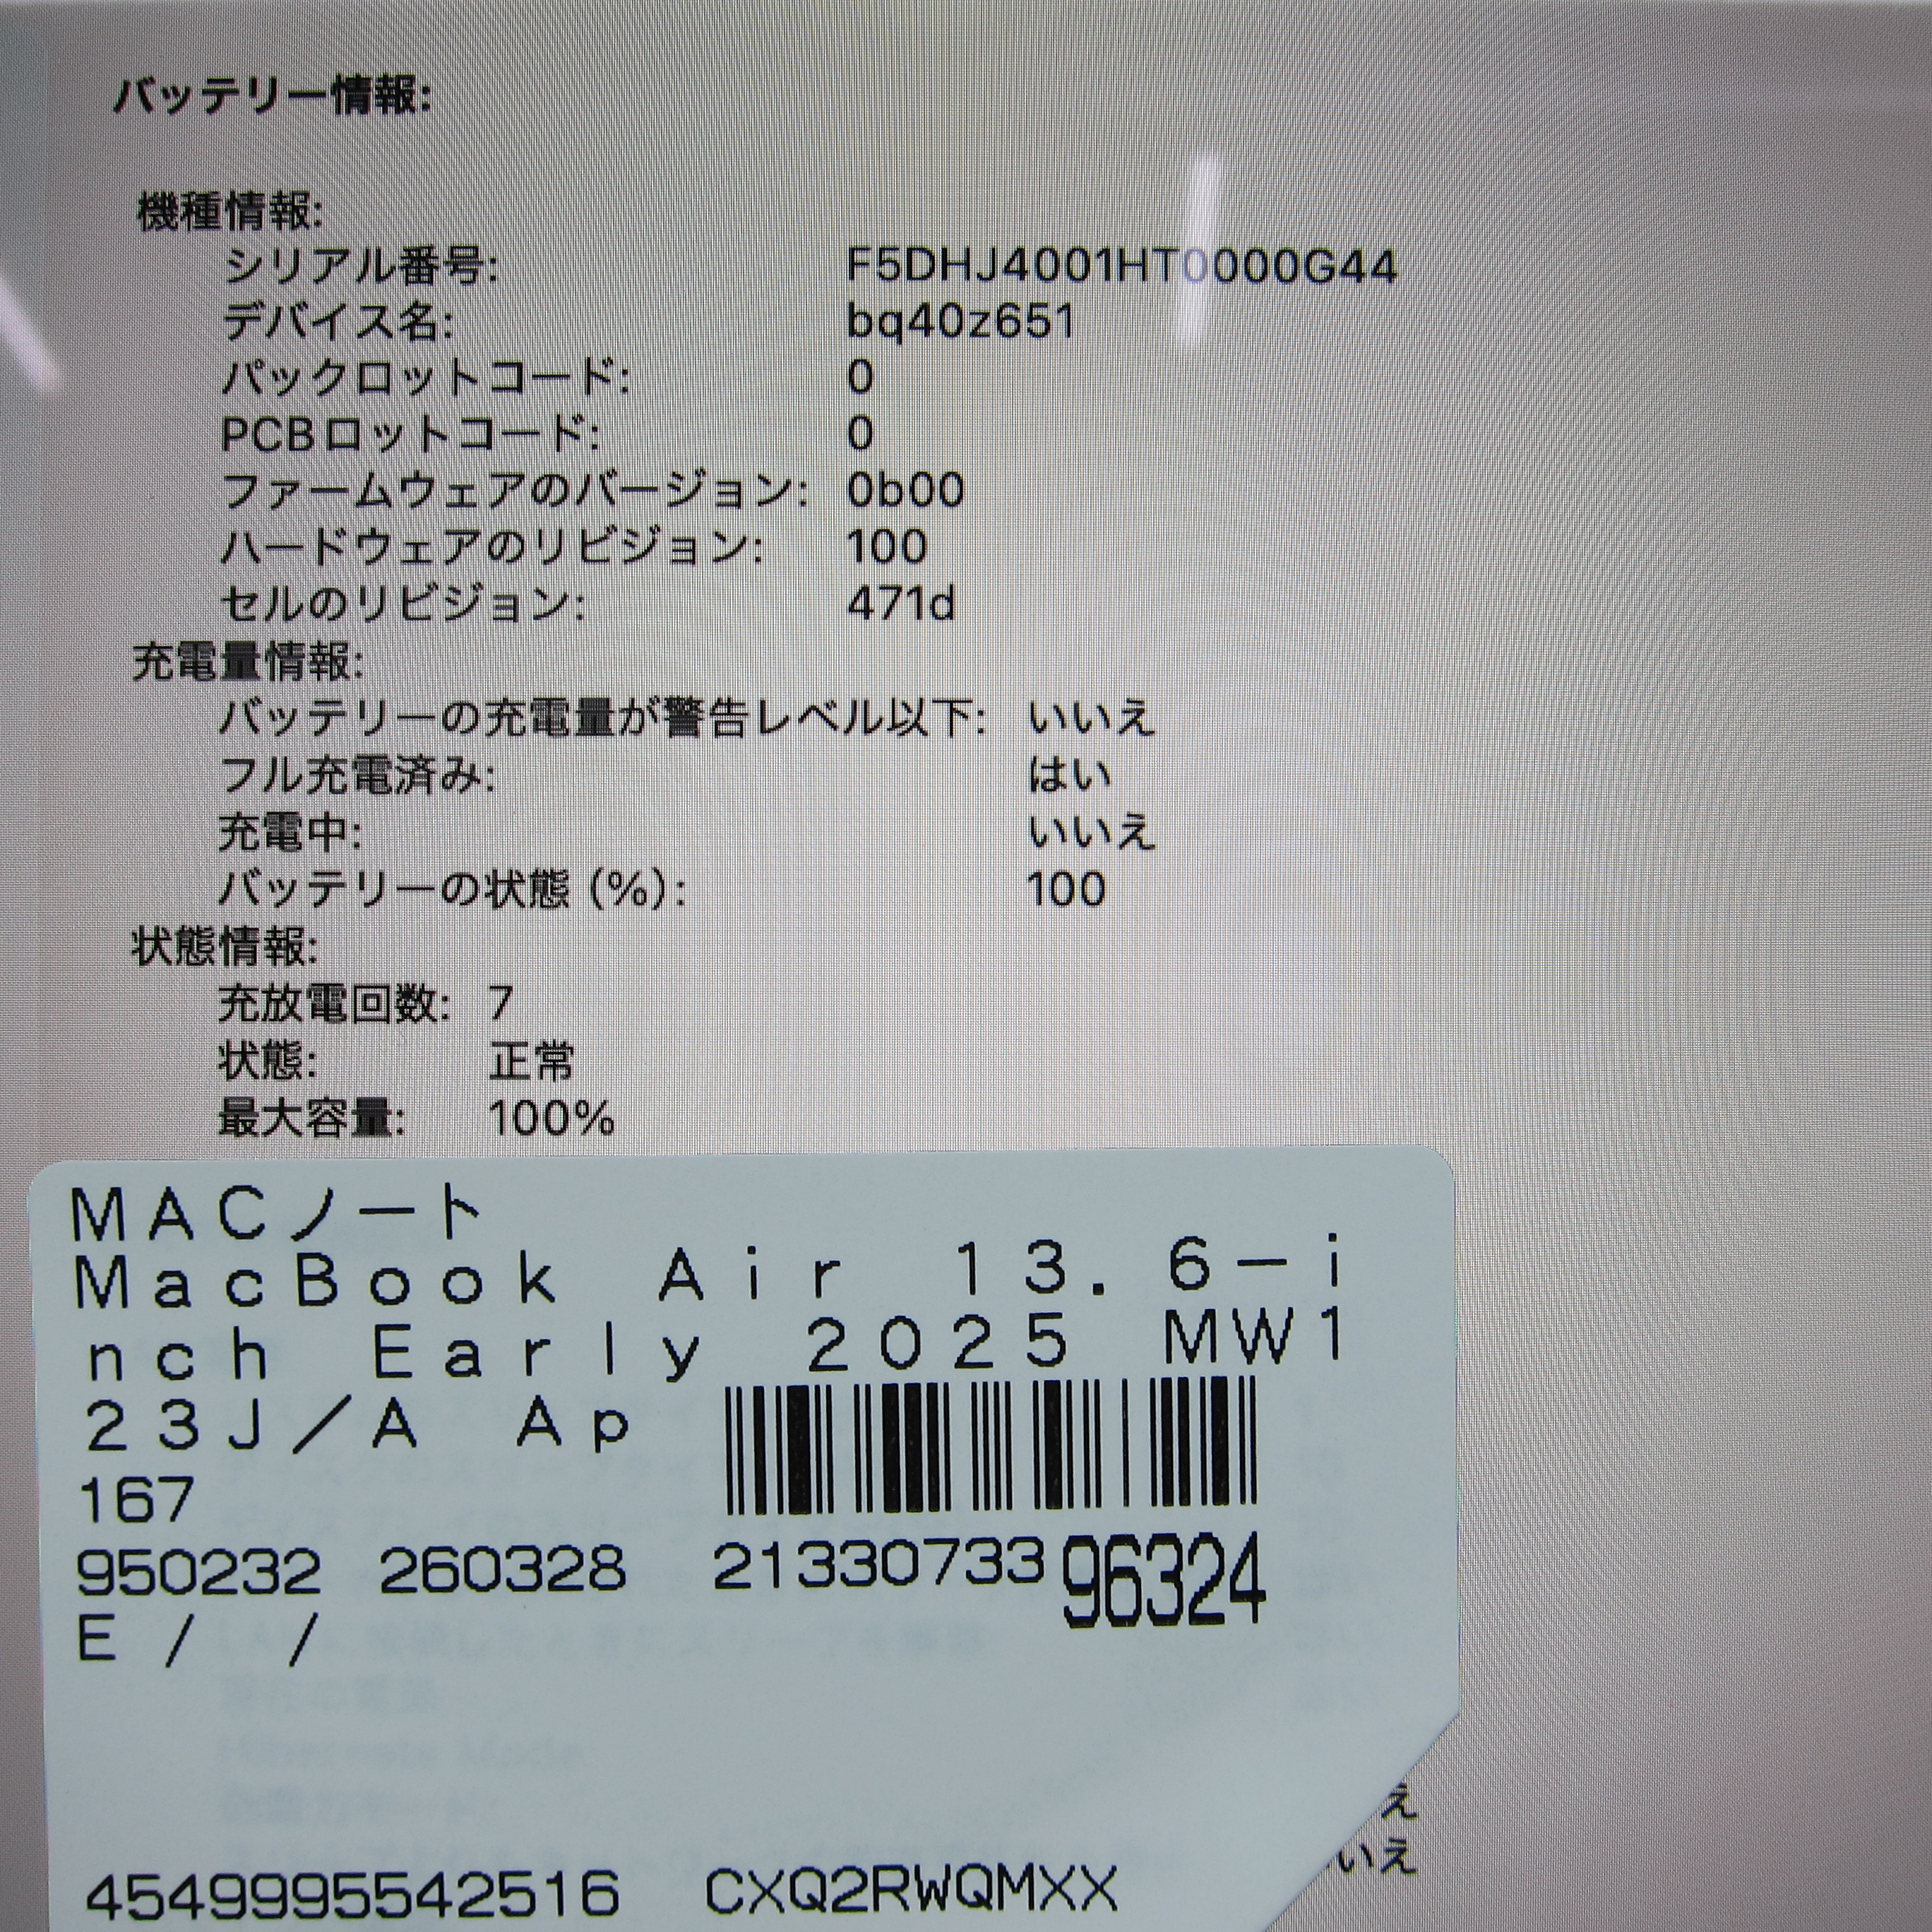 バッテリー情報:
機種情報:
シリアル番号: F5DHJ4001HT0000G44
デバイス名: bq40z651
パックロットコード: 0
PCBロットコード: 0
ファームウェアのバージョン: 0b00
ハードウェアのリビジョン: 100
セルのリビジョン: 471d
充電量情報:
バッテリーの充電量が警告レベル以下: いいえ
フル充電済み: はい
充電中: いいえ
バッテリーの状態 (%): 100
状態情報:
充放電回数: 7
状態: 正常
最大容量: 100%
MACノート
MacBook Air 13.6-i
nch Early 2025 MW1
23J/A Ap
167
950232 260328 21330733 96324
E / /
え
いえ
4549995542516 CXQ2RWQMXX